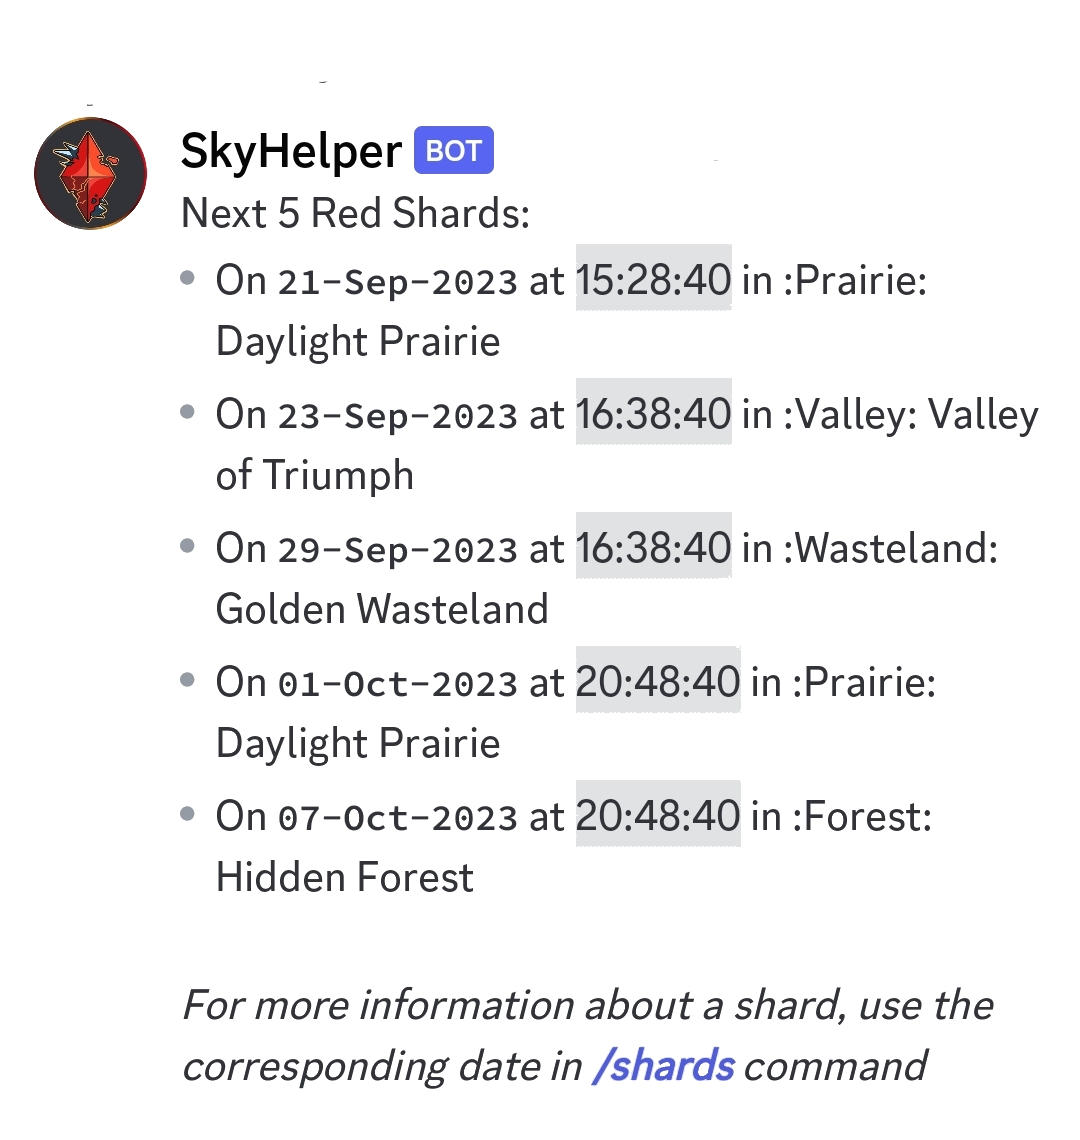 SkyHelper BOT
Next 5 Red Shards:
• On 21-Sep-2023 at 15:28:40 in :Prairie:
Daylight Prairie
• On 23-Sep-2023 at 16:38:40 in :Valley: Valley
of Triumph
• On 29-Sep-2023 at 16:38:40 in :Wasteland:
Golden Wasteland
• On 01-Oct-2023 at 20:48:40 in :Prairie:
Daylight Prairie
• On 07-Oct-2023 at 20:48:40 in :Forest:
Hidden Forest
For more information about a shard, use the
corresponding date in /shards command